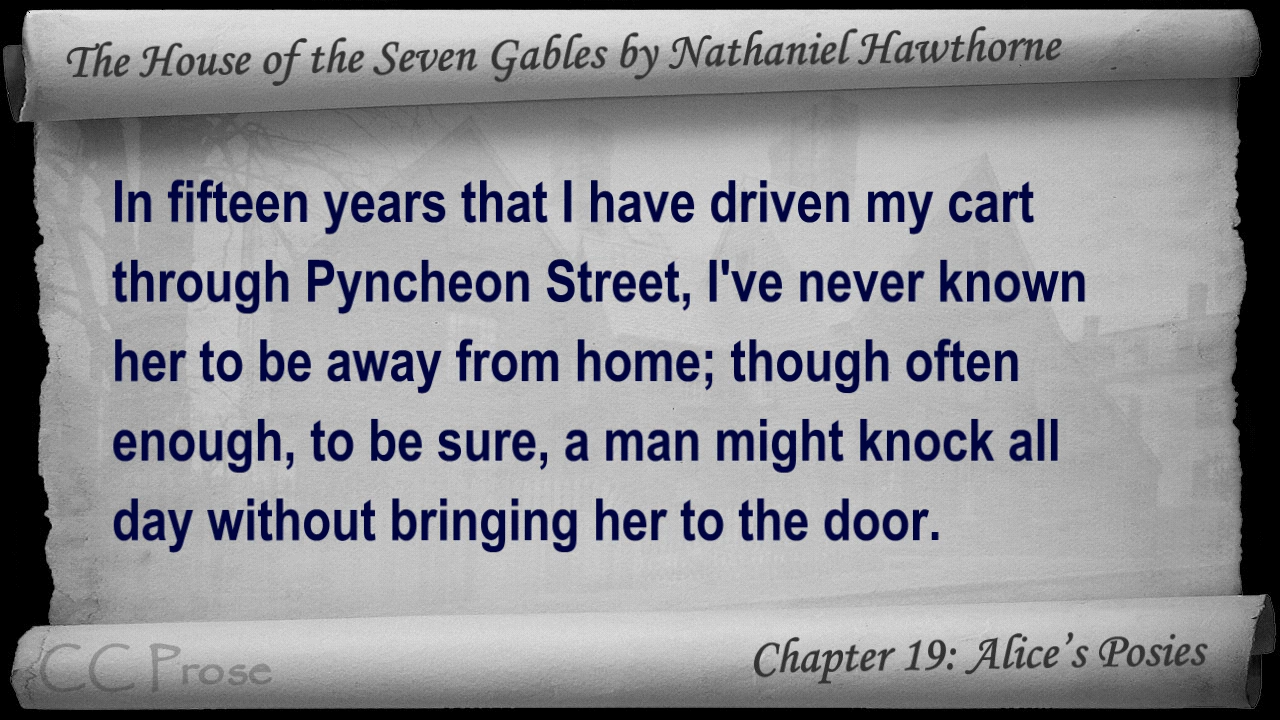 The House of the Seven Gables by Nathaniel Hawthorne
In fifteen years that I have driven my cart
through Pyncheon Street, I've never known
her to be away from home; though often
enough, to be sure, a man might knock all
day without bringing her to the door.
CC Prose
Chapter 19: Alice's Posies